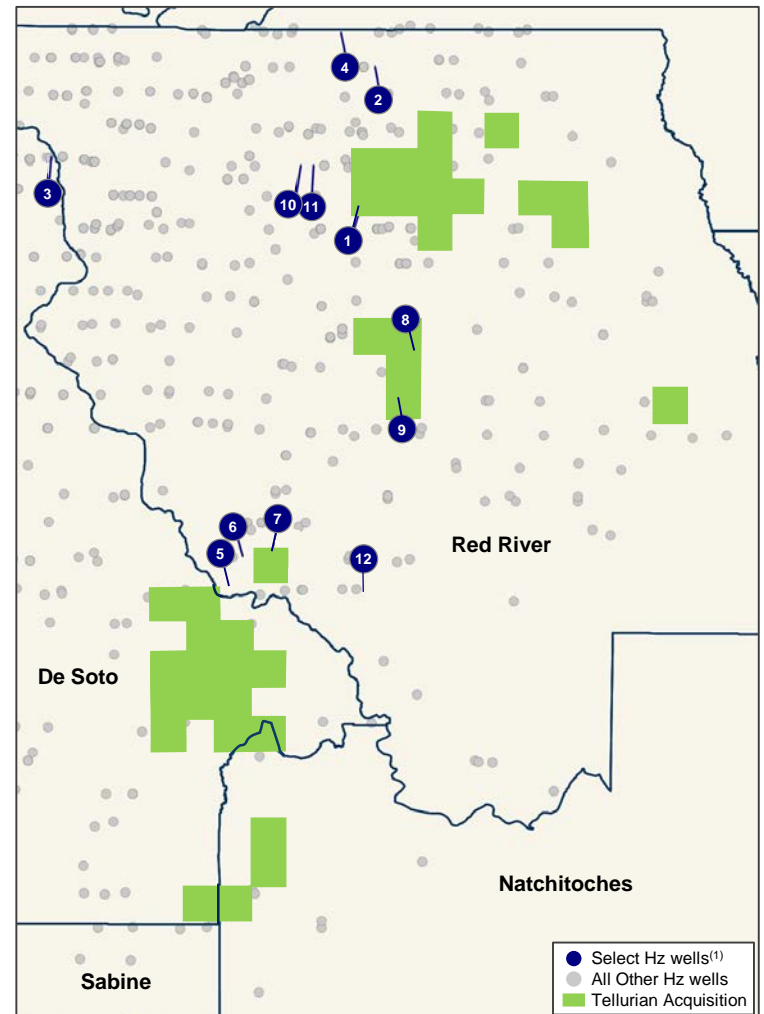 4
2
3
10
11
1
8
9
7
6
5
12
Red River
De Soto
Natchitoches
Sabine
Select Hz wells(1)
All Other Hz wells
Tellurian Acquisition